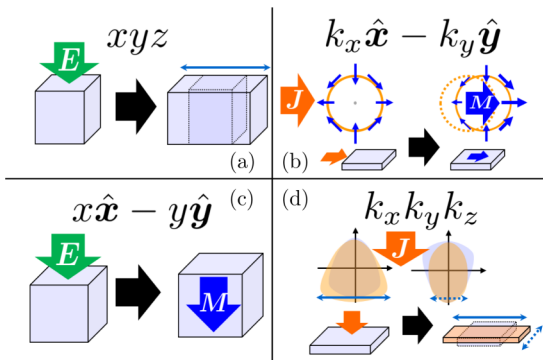 xyz
E
(a)
k_x x̂ − k_y ŷ
J
M
(b)
x x̂ − y ŷ
(c)
E
M
(d)
k_x k_y k_z
J